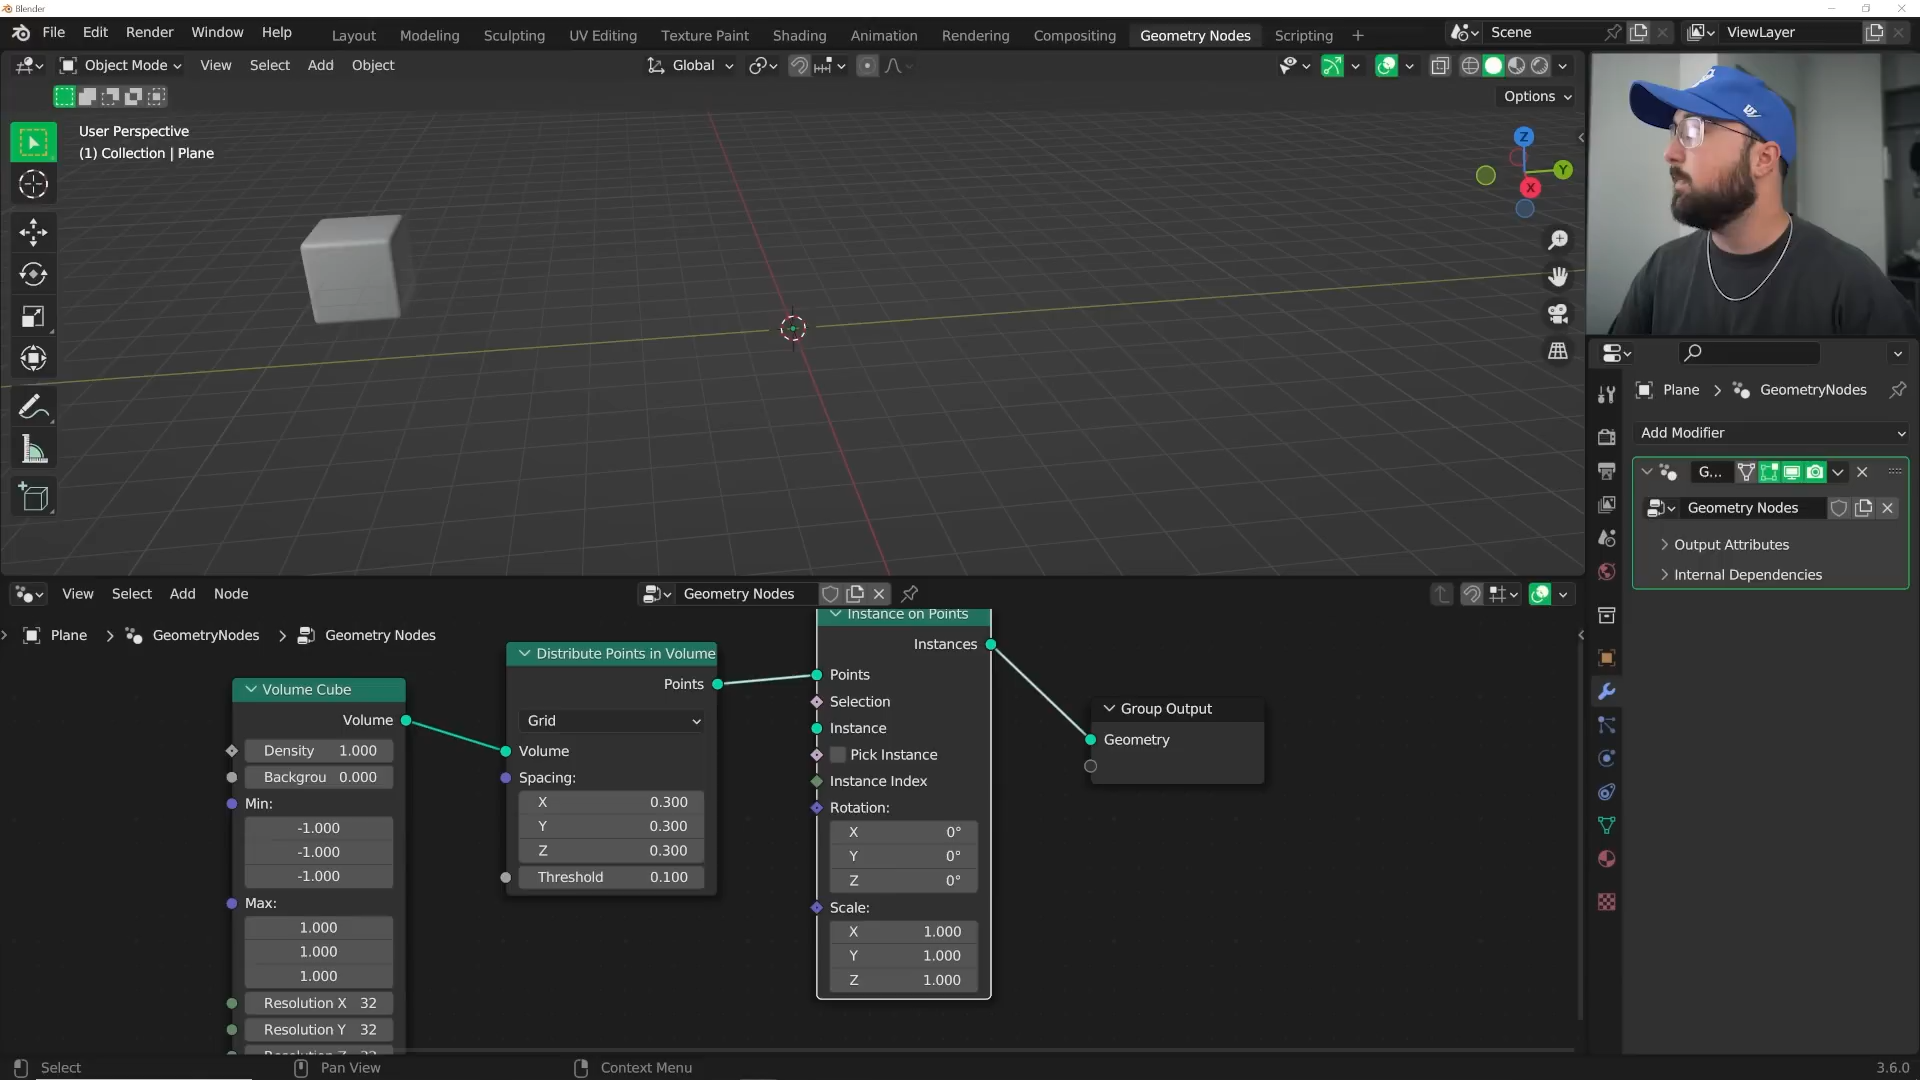 Blender
File Edit Render Window Help
Layout Modeling Sculpting UV Editing Texture Paint Shading Animation Rendering Compositing Geometry Nodes Scripting +
Scene
ViewLayer
Object Mode View Select Add Object
Global
Options
User Perspective
(1) Collection | Plane
Z
Y
X
Plane > GeometryNodes
Add Modifier
G...
Geometry Nodes
Output Attributes
Internal Dependencies
View Select Add Node
Geometry Nodes
Plane > GeometryNodes > Geometry Nodes
Volume Cube
Volume
Density 1.000
Backgrou 0.000
Min:
-1.000
-1.000
-1.000
Max:
1.000
1.000
1.000
Resolution X 32
Resolution Y 32
Resolution Z 32
Distribute Points in Volume
Points
Grid
Volume
Spacing:
X 0.300
Y 0.300
Z 0.300
Threshold 0.100
Instance on Points
Instances
Points
Selection
Instance
Pick Instance
Instance Index
Rotation:
X 0°
Y 0°
Z 0°
Scale:
X 1.000
Y 1.000
Z 1.000
Group Output
Geometry
Select
Pan View
Context Menu
3.6.0